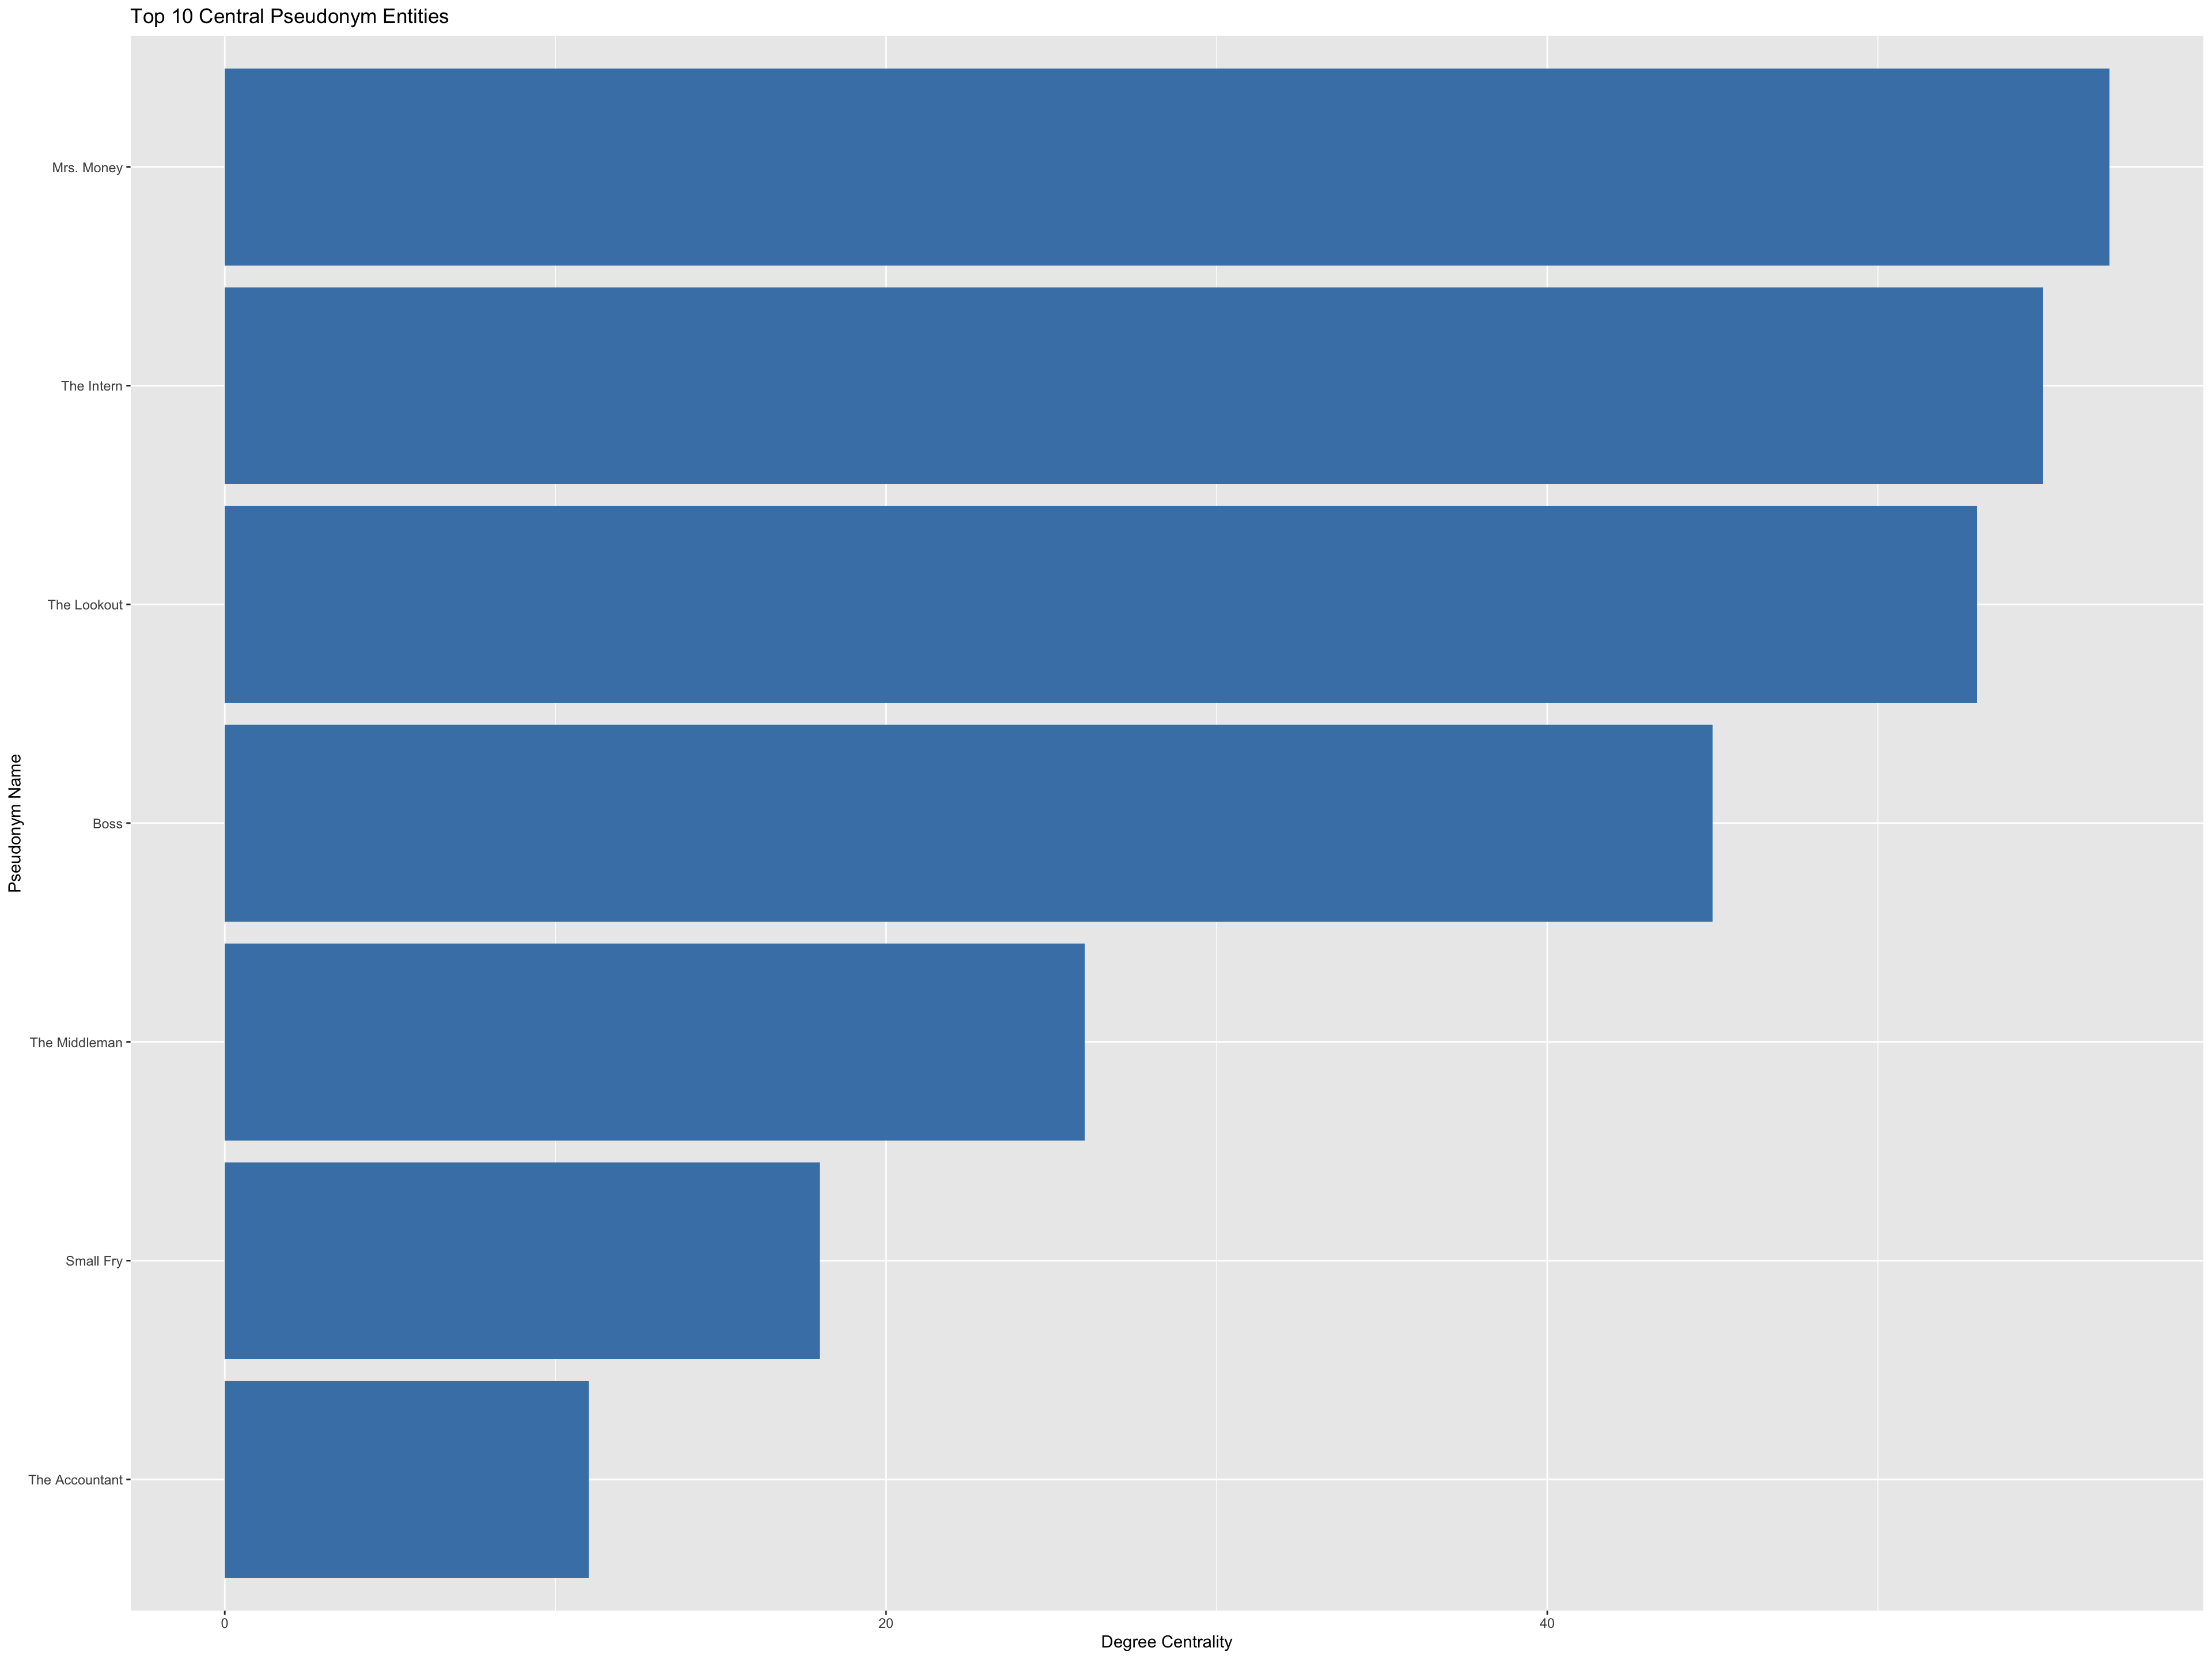 Top 10 Central Pseudonym Entities
Pseudonym Name
Mrs. Money
The Intern
The Lookout
Boss
The Middleman
Small Fry
The Accountant
0 20 40
Degree Centrality